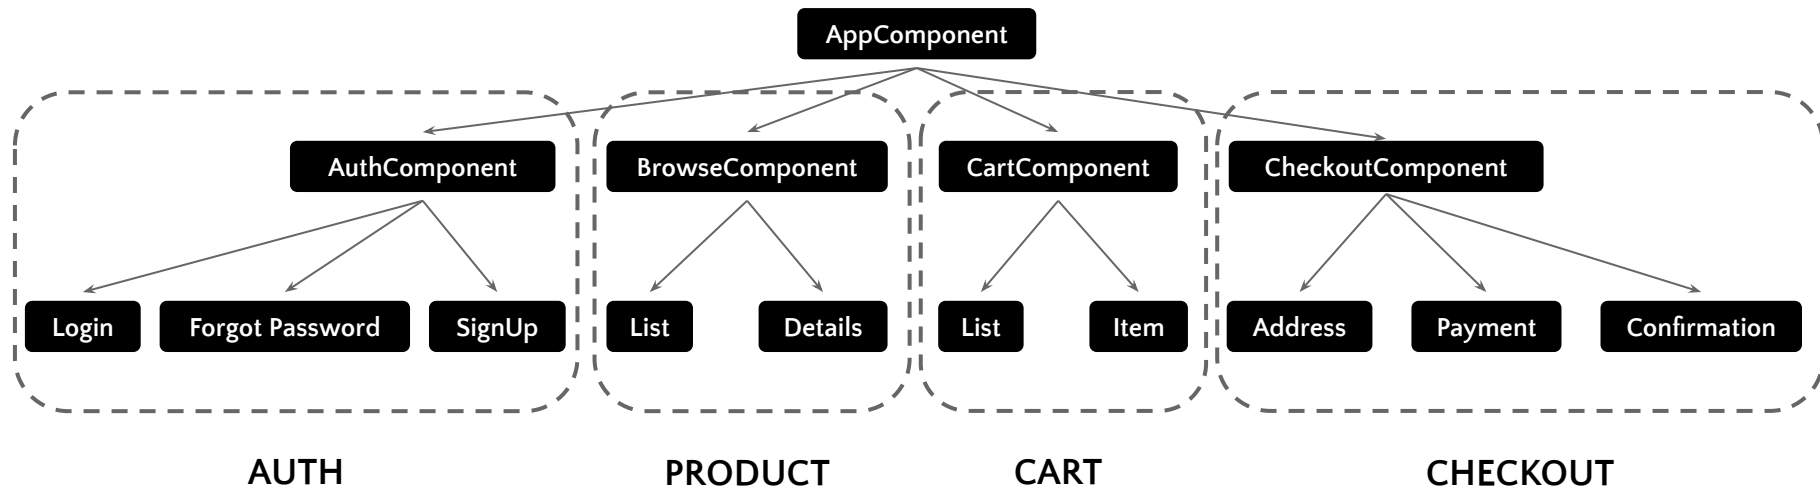 AppComponent
AuthComponent
BrowseComponent
CartComponent
CheckoutComponent
Login
Forgot Password
SignUp
List
Details
List
Item
Address
Payment
Confirmation
AUTH
PRODUCT
CART
CHECKOUT